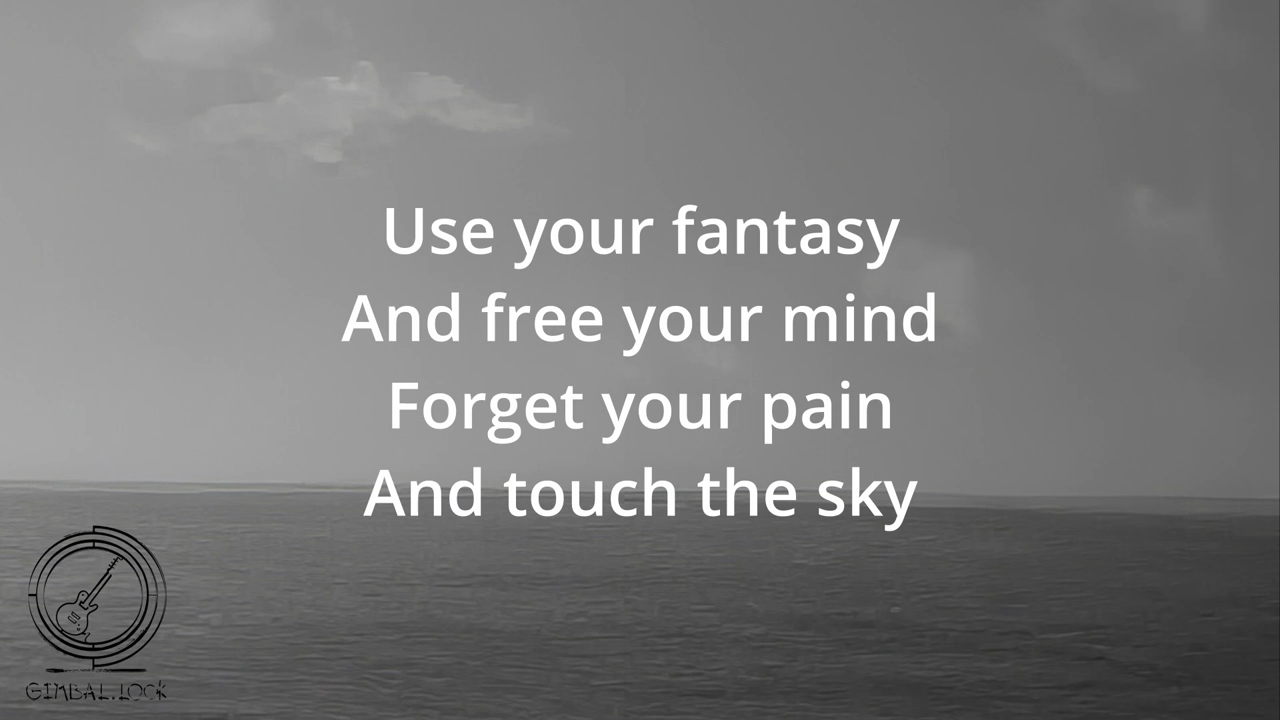 Use your fantasy
And free your mind
Forget your pain
And touch the sky
GIMBAL.LOCK